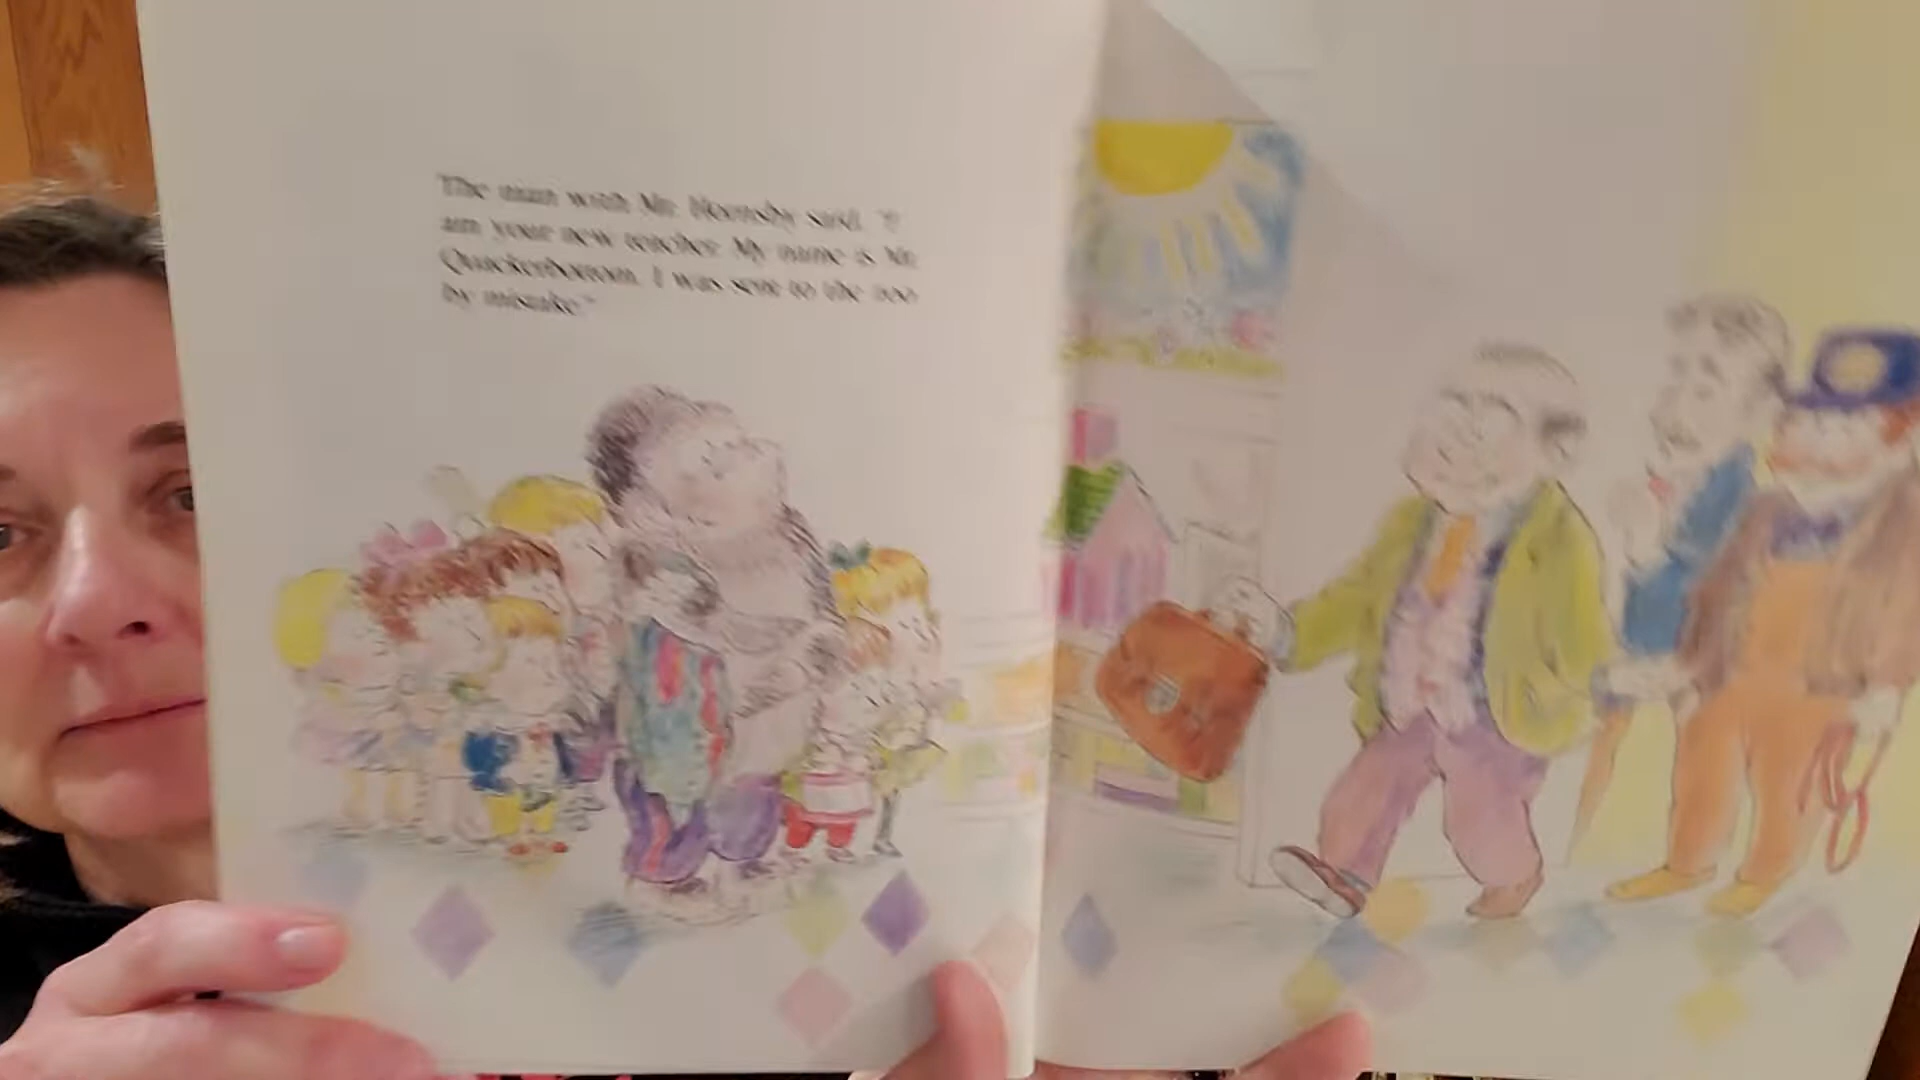 The man with Mr. Hornsby said, "I
am your new teacher. My name is Mr.
Quackerbottom. I was sent to the zoo
by mistake."